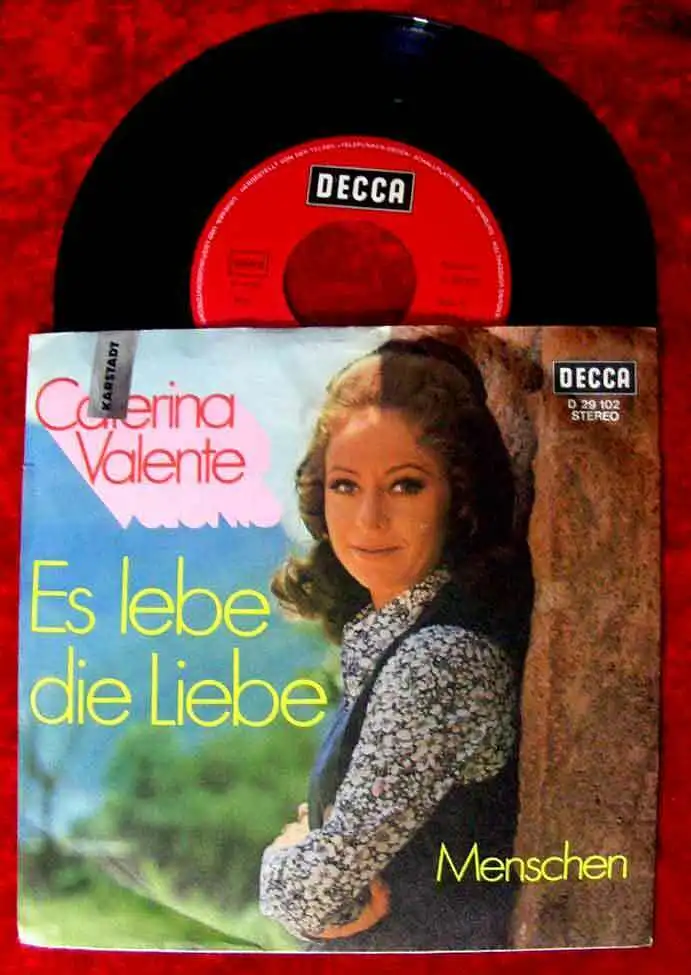 DECCA
KARSTADT
Caterina
Valente
DECCA
D 29 102
STEREO
Es lebe
die Liebe
Menschen